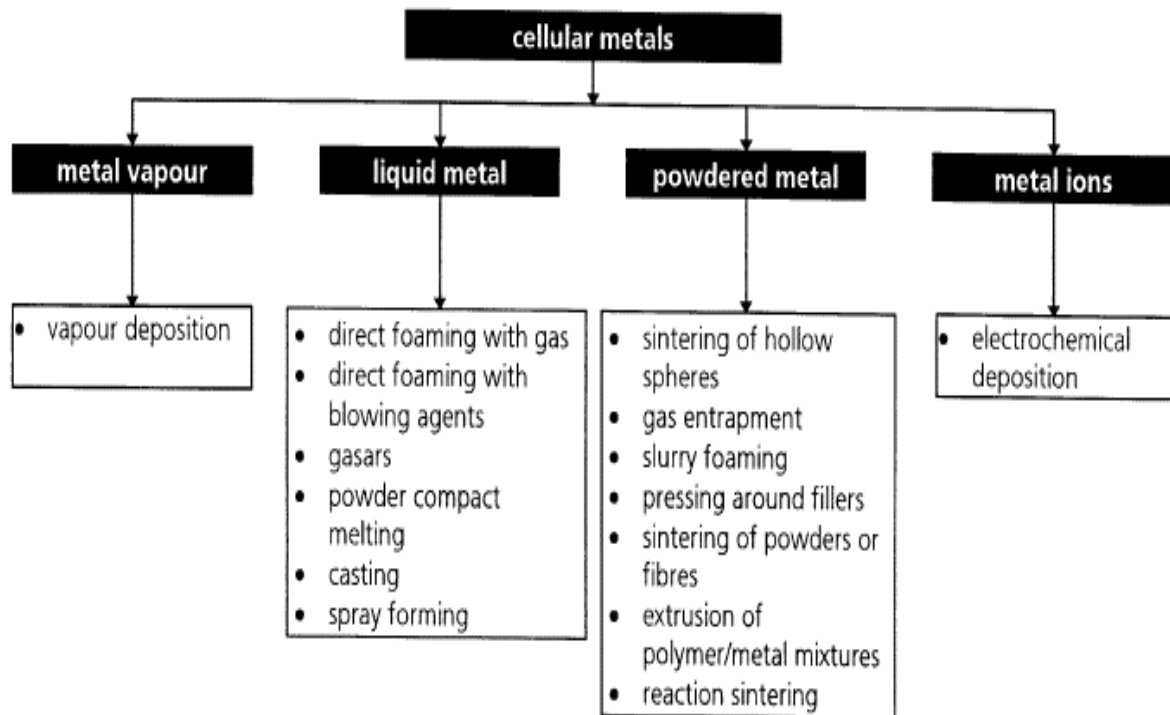 cellular metals
metal vapour
liquid metal
powdered metal
metal ions
• vapour deposition
• direct foaming with gas
• direct foaming with
blowing agents
• gasars
• powder compact
melting
• casting
• spray forming
• sintering of hollow
spheres
• gas entrapment
• slurry foaming
• pressing around fillers
• sintering of powders or
fibres
• extrusion of
polymer/metal mixtures
• reaction sintering
• electrochemical
deposition